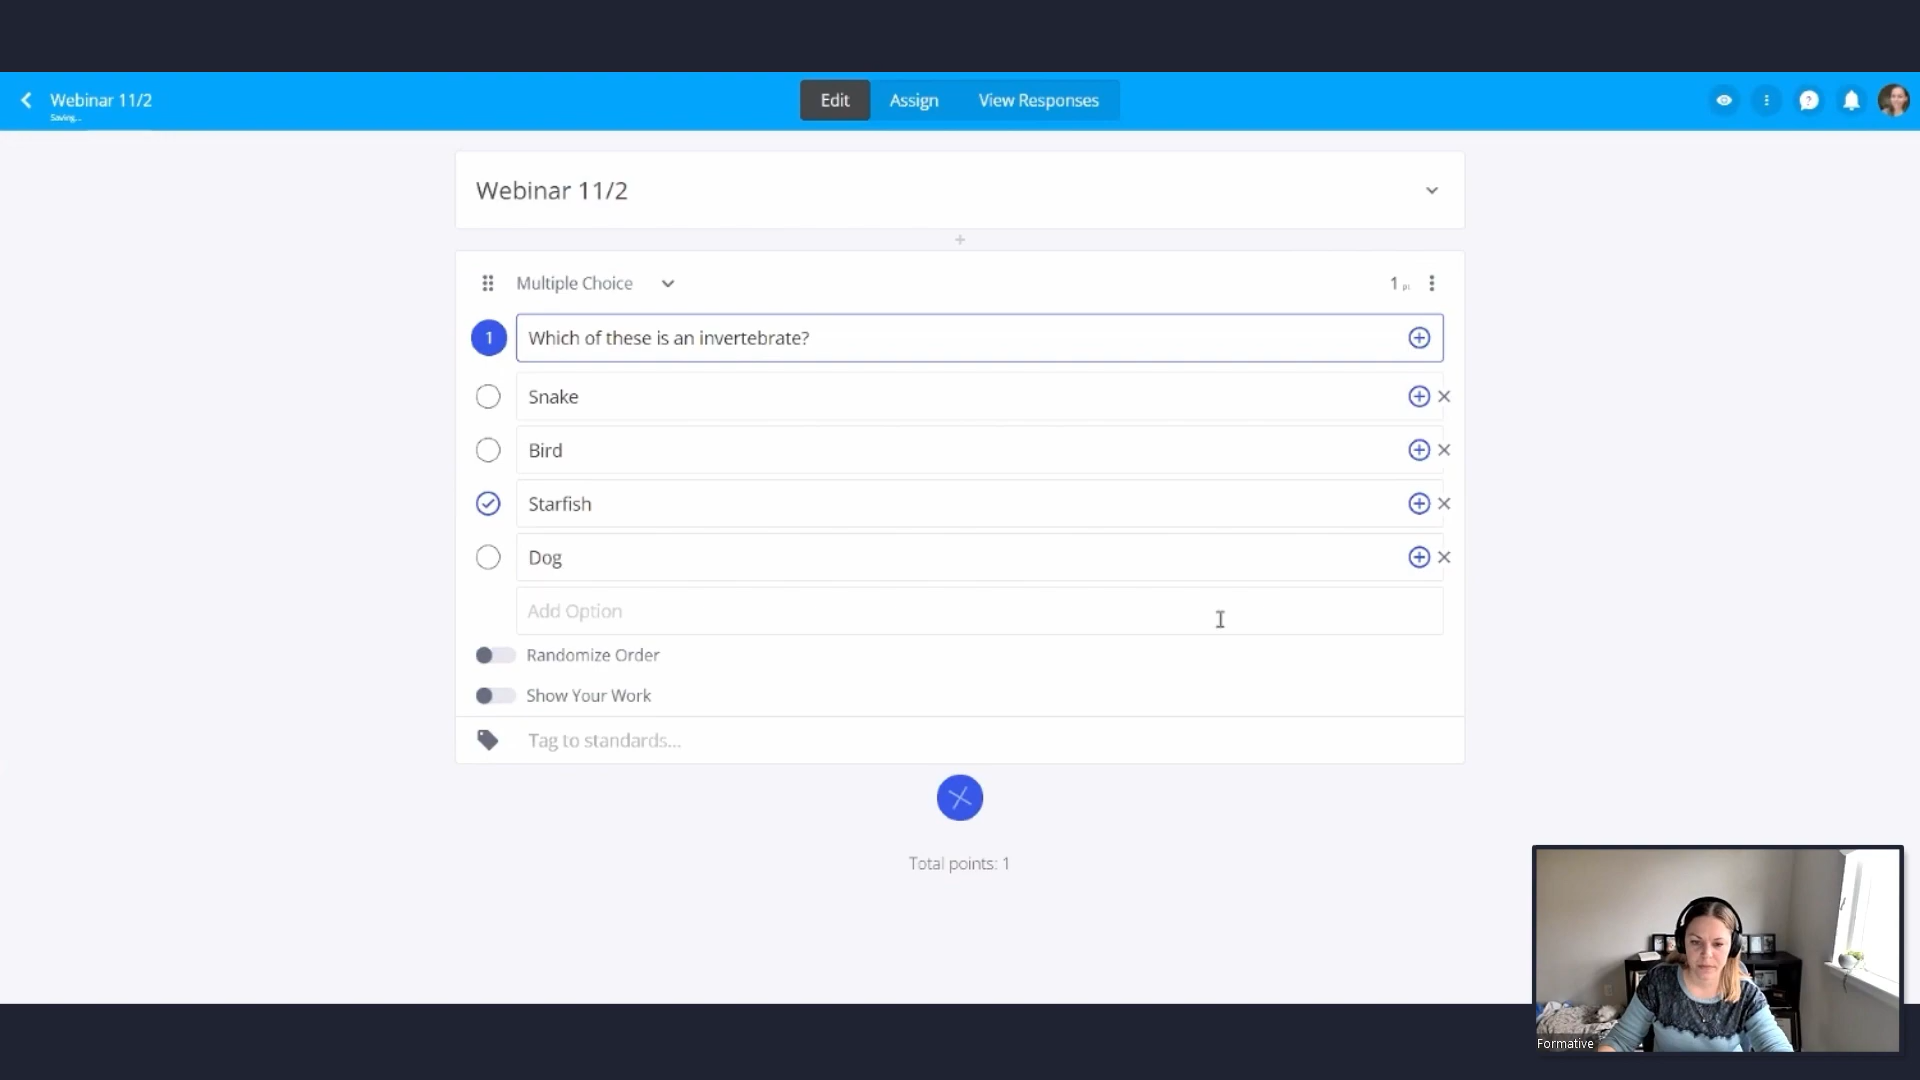 Webinar 11/2
Saving...
Edit
Assign
View Responses
Webinar 11/2
Multiple Choice
1 pt
1
Which of these is an invertebrate?
Snake
Bird
Starfish
Dog
Add Option
Randomize Order
Show Your Work
Tag to standards...
Total points: 1
Formative